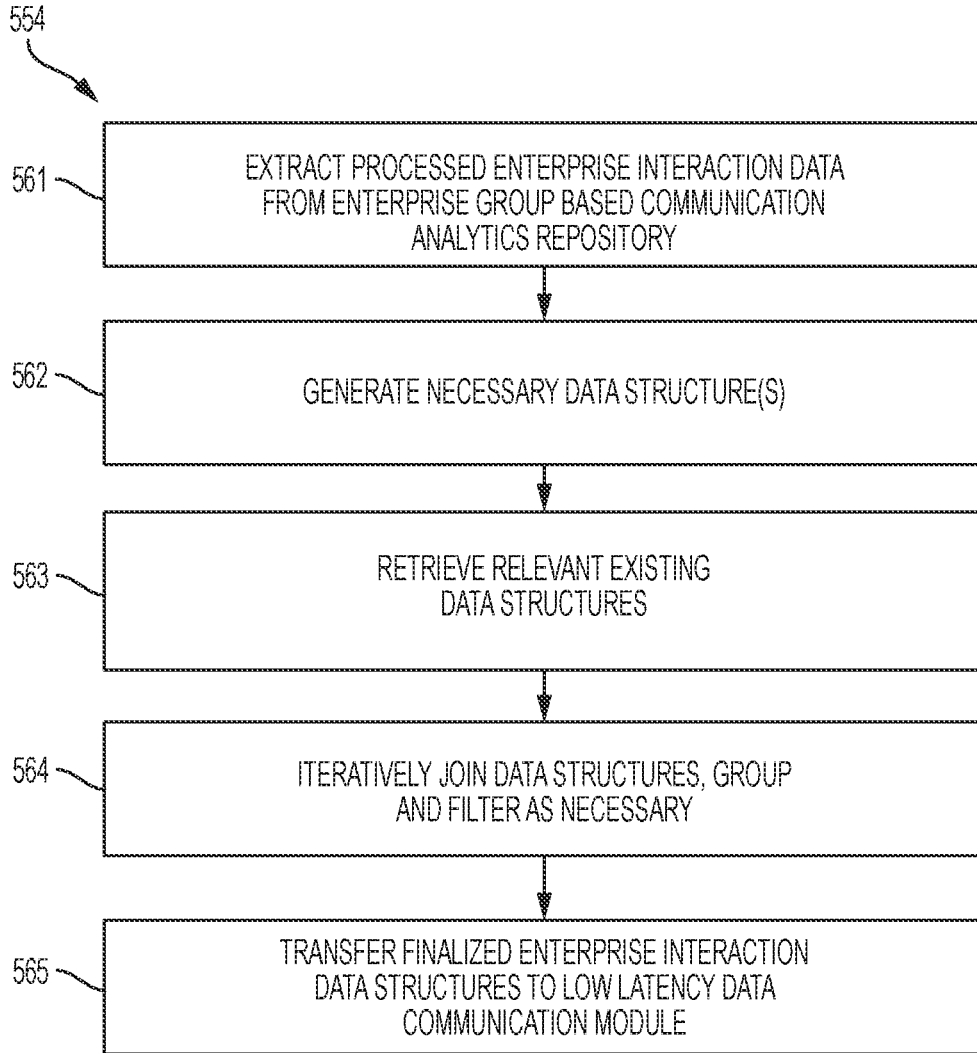 554
561
EXTRACT PROCESSED ENTERPRISE INTERACTION DATA
FROM ENTERPRISE GROUP BASED COMMUNICATION
ANALYTICS REPOSITORY
562
GENERATE NECESSARY DATA STRUCTURE(S)
563
RETRIEVE RELEVANT EXISTING
DATA STRUCTURES
564
ITERATIVELY JOIN DATA STRUCTURES, GROUP
AND FILTER AS NECESSARY
565
TRANSFER FINALIZED ENTERPRISE INTERACTION
DATA STRUCTURES TO LOW LATENCY DATA
COMMUNICATION MODULE